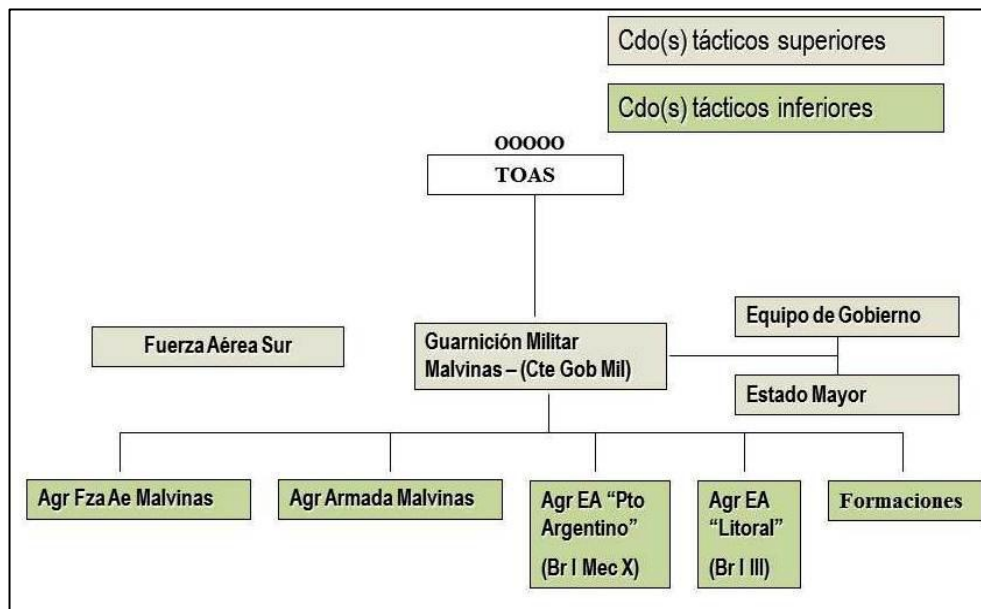 Cdo(s) tácticos superiores
Cdo(s) tácticos inferiores
OOOOO
TOAS
Fuerza Aérea Sur
Guarnición Militar
Malvinas – (Cte Gob Mil)
Equipo de Gobierno
Estado Mayor
Agr Fza Ae Malvinas
Agr Armada Malvinas
Agr EA “Pto
Argentino”
(Br I Mec X)
Agr EA
“Litoral”
(Br I III)
Formaciones